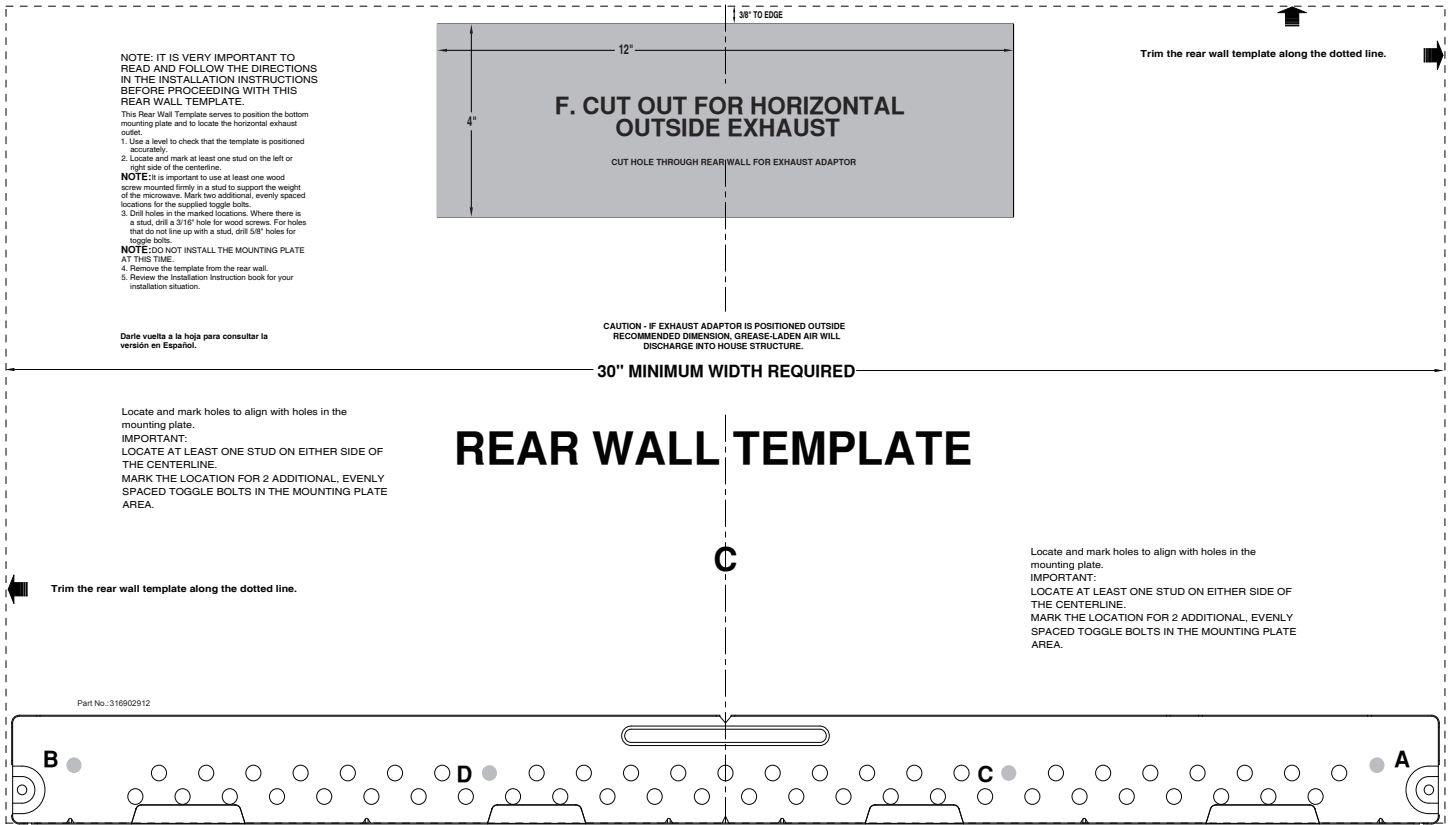 3/8" TO EDGE
12"
4"
F. CUT OUT FOR HORIZONTAL
OUTSIDE EXHAUST
CUT HOLE THROUGH REAR WALL FOR EXHAUST ADAPTOR
Trim the rear wall template along the dotted line.
NOTE: IT IS VERY IMPORTANT TO
READ AND FOLLOW THE DIRECTIONS
IN THE INSTALLATION INSTRUCTIONS
BEFORE PROCEEDING WITH THIS
REAR WALL TEMPLATE.
This Rear Wall Template serves to position the bottom
mounting plate and to locate the horizontal exhaust
outlet.
1. Use a level to check that the template is positioned
accurately.
2. Locate and mark at least one stud on the left or
right side of the centerline.
NOTE:It is important to use at least one wood
screw mounted firmly in a stud to support the weight
of the microwave. Mark two additional, evenly spaced
locations for the supplied toggle bolts.
3. Drill holes in the marked locations. Where there is
a stud, drill a 3/16" hole for wood screws. For holes
that do not line up with a stud, drill 5/8" holes for
toggle bolts.
NOTE:DO NOT INSTALL THE MOUNTING PLATE
AT THIS TIME.
4. Remove the template from the rear wall.
5. Review the Installation Instruction book for your
installation situation.
Darle vuelta a la hoja para consultar la
versión en Español.
CAUTION - IF EXHAUST ADAPTOR IS POSITIONED OUTSIDE
RECOMMENDED DIMENSION, GREASE-LADEN AIR WILL
DISCHARGE INTO HOUSE STRUCTURE.
30" MINIMUM WIDTH REQUIRED
Locate and mark holes to align with holes in the
mounting plate.
IMPORTANT:
LOCATE AT LEAST ONE STUD ON EITHER SIDE OF
THE CENTERLINE.
MARK THE LOCATION FOR 2 ADDITIONAL, EVENLY
SPACED TOGGLE BOLTS IN THE MOUNTING PLATE
AREA.
REAR WALL TEMPLATE
C
Locate and mark holes to align with holes in the
mounting plate.
IMPORTANT:
LOCATE AT LEAST ONE STUD ON EITHER SIDE OF
THE CENTERLINE.
MARK THE LOCATION FOR 2 ADDITIONAL, EVENLY
SPACED TOGGLE BOLTS IN THE MOUNTING PLATE
AREA.
Trim the rear wall template along the dotted line.
Part No.:316902912
B
D
C
A